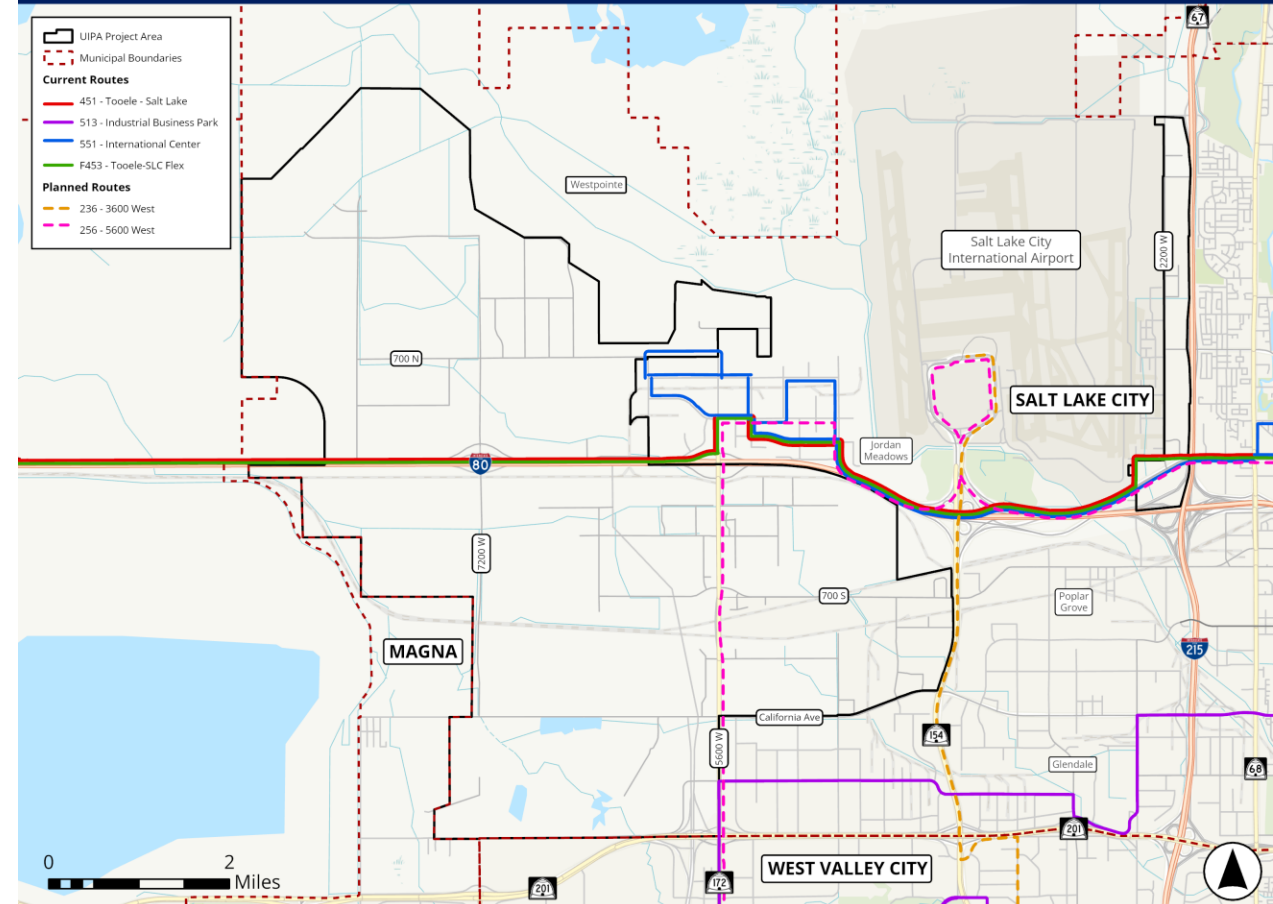 UIPA Project Area
Municipal Boundaries
Current Routes
451 - Tooele - Salt Lake
513 - Industrial Business Park
551 - International Center
F453 - Tooele-SLC Flex
Planned Routes
236 - 3600 West
256 - 5600 West
67
Westpointe
Salt Lake City
International Airport
2200 W
700 N
SALT LAKE CITY
Jordan
Meadows
80
7200 W
700 S
Poplar
Grove
MAGNA
215
California Ave
5600 W
154
Glendale
68
201
0 2
Miles
201
172
WEST VALLEY CITY